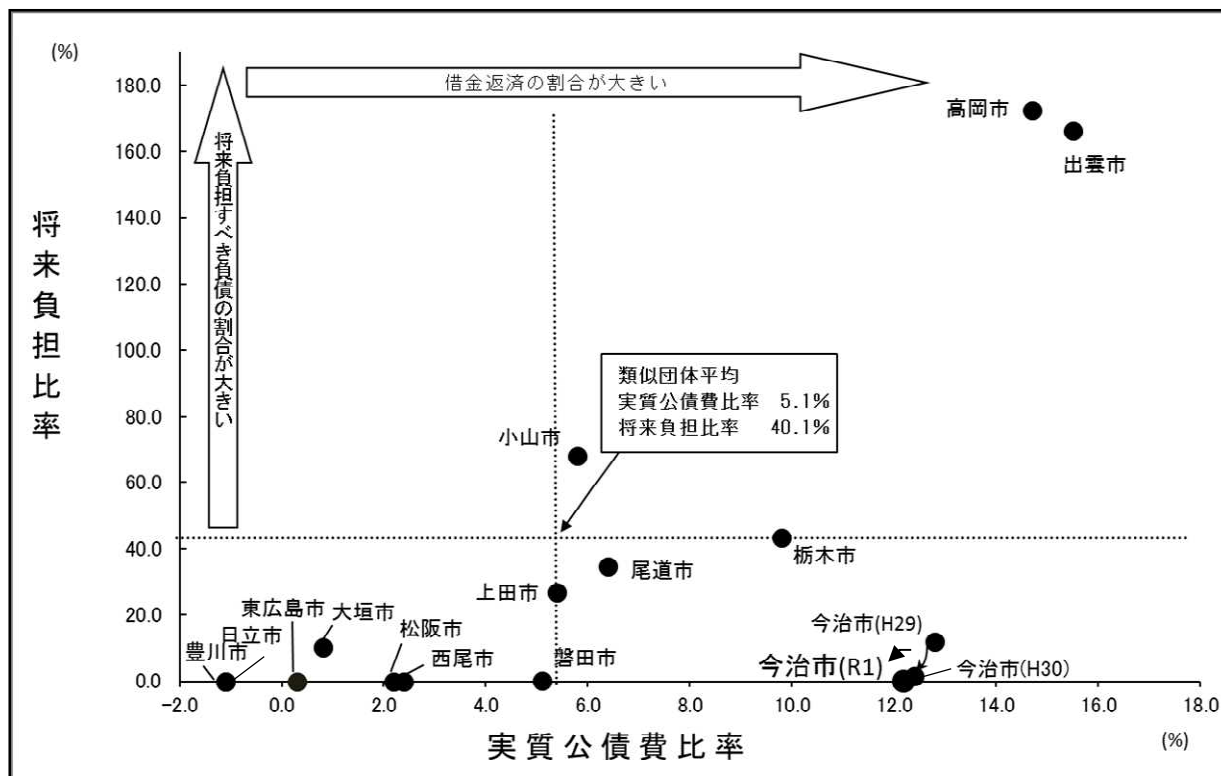 (%)
借金返済の割合が大きい
将来負担すべき負債の割合が大きい
将来負担比率
180.0
160.0
140.0
120.0
100.0
80.0
60.0
40.0
20.0
0.0
高岡市
出雲市
類似団体平均
実質公債費比率 5.1%
将来負担比率 40.1%
小山市
栃木市
尾道市
上田市
東広島市
大垣市
松阪市
日立市
豊川市
西尾市
磐田市
今治市(H29)
今治市(R1)
今治市(H30)
-2.0
0.0
2.0
4.0
6.0
8.0
10.0
12.0
14.0
16.0
18.0
実質公債費比率
(%)